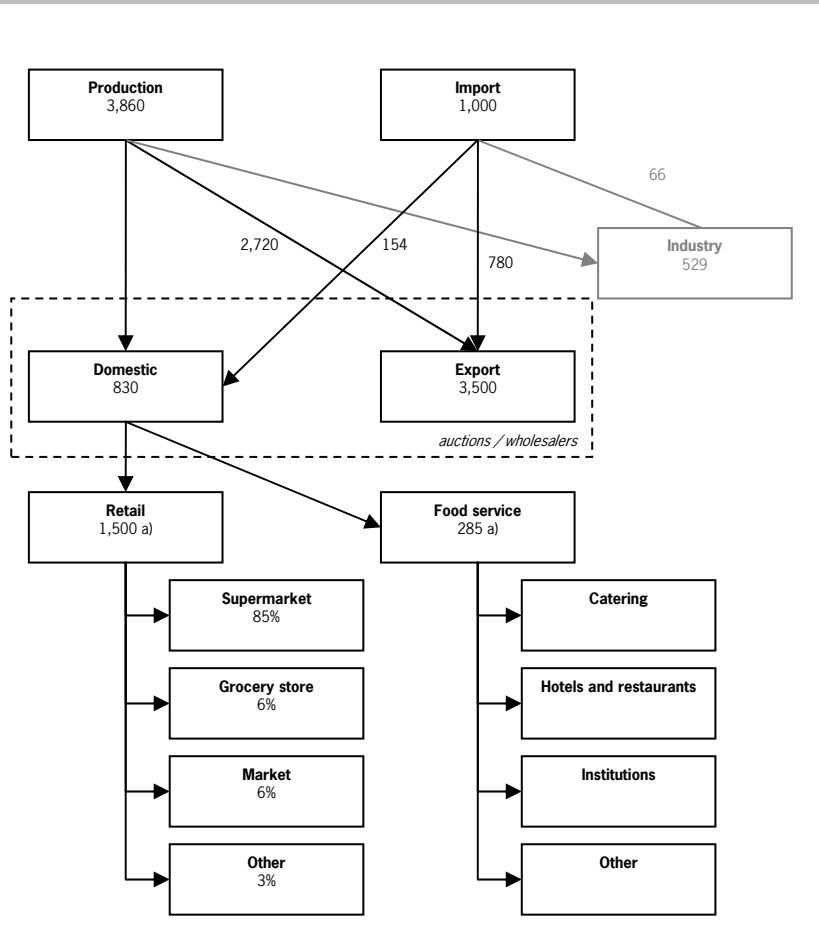 Production
3,860
Import
1,000
66
Industry
529
2,720
154
780
Domestic
830
Export
3,500
auctions / wholesalers
Retail
1,500 a)
Food service
285 a)
Supermarket
85%
Catering
Grocery store
6%
Hotels and restaurants
Market
6%
Institutions
Other
3%
Other